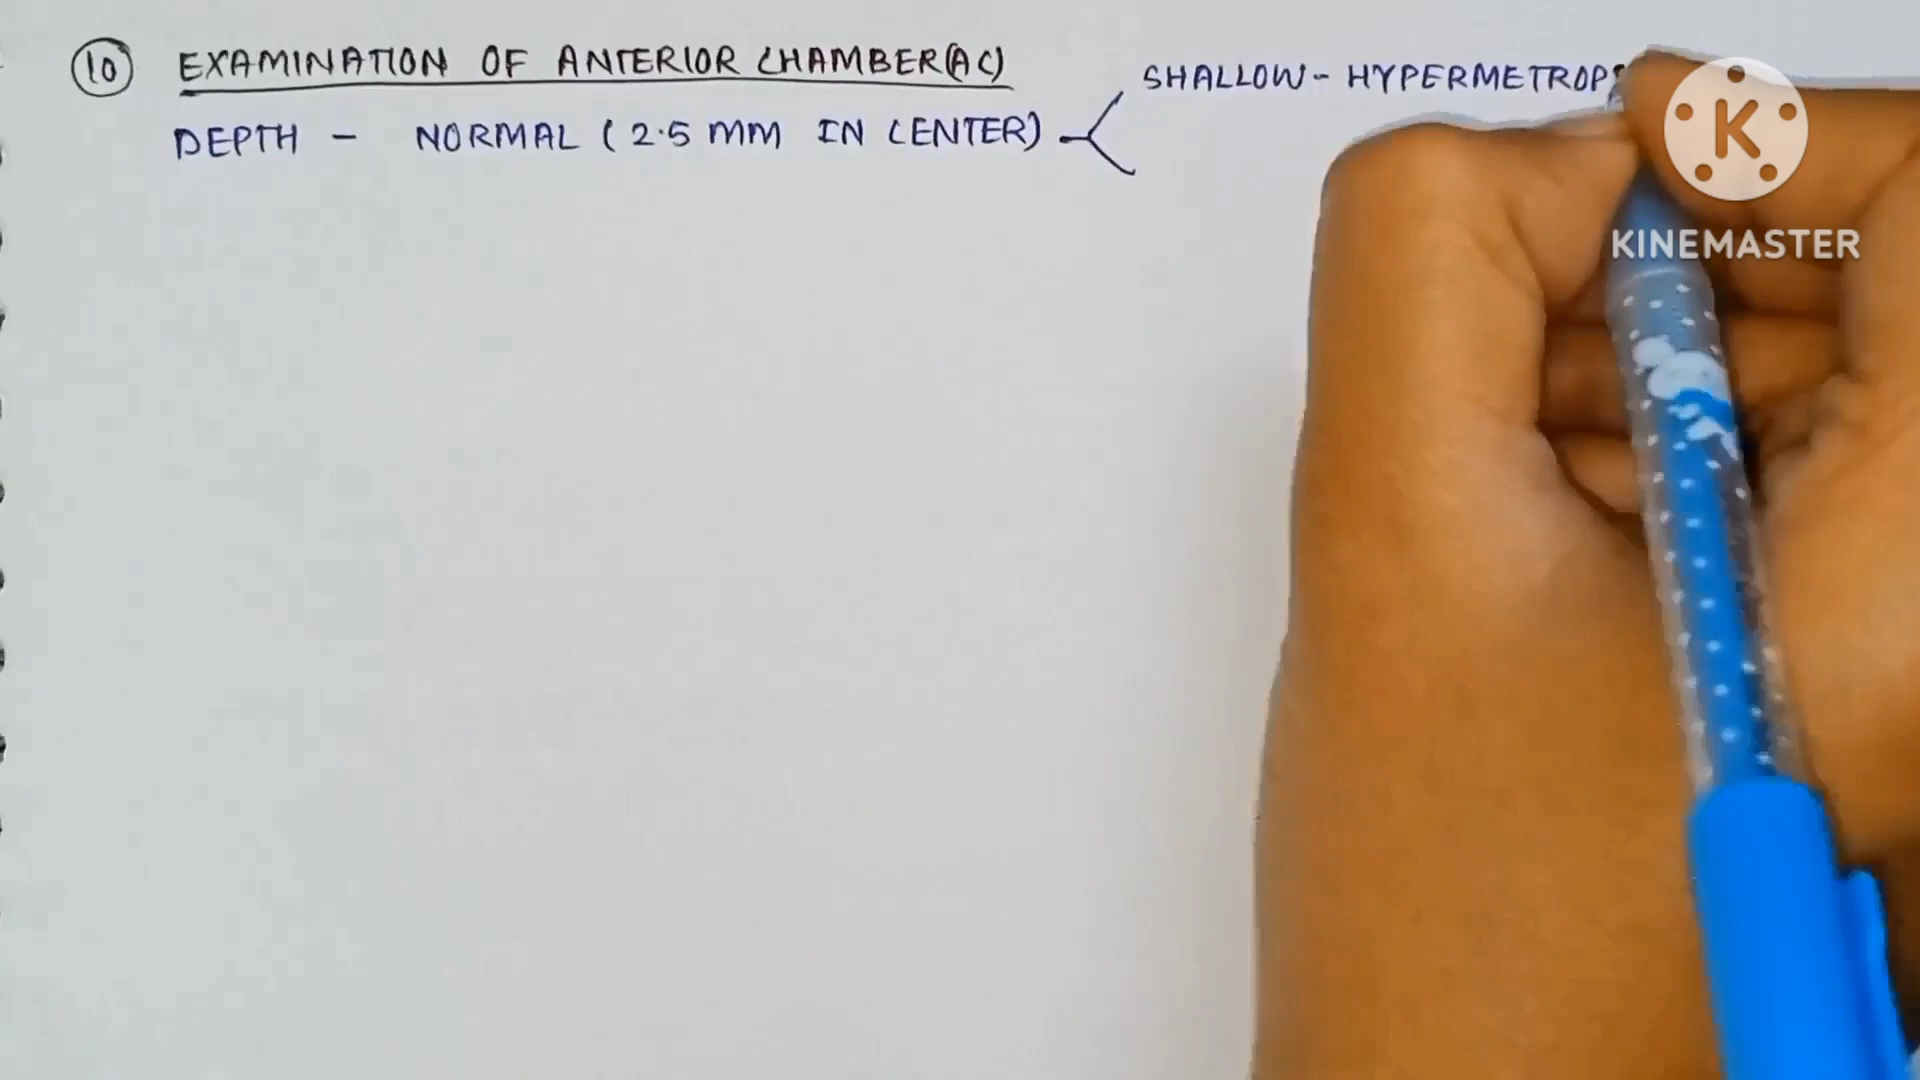 10 EXAMINATION OF ANTERIOR CHAMBER(AC)
SHALLOW - HYPERMETROP
DEPTH - NORMAL (2.5 MM IN CENTER)
K
KINEMASTER